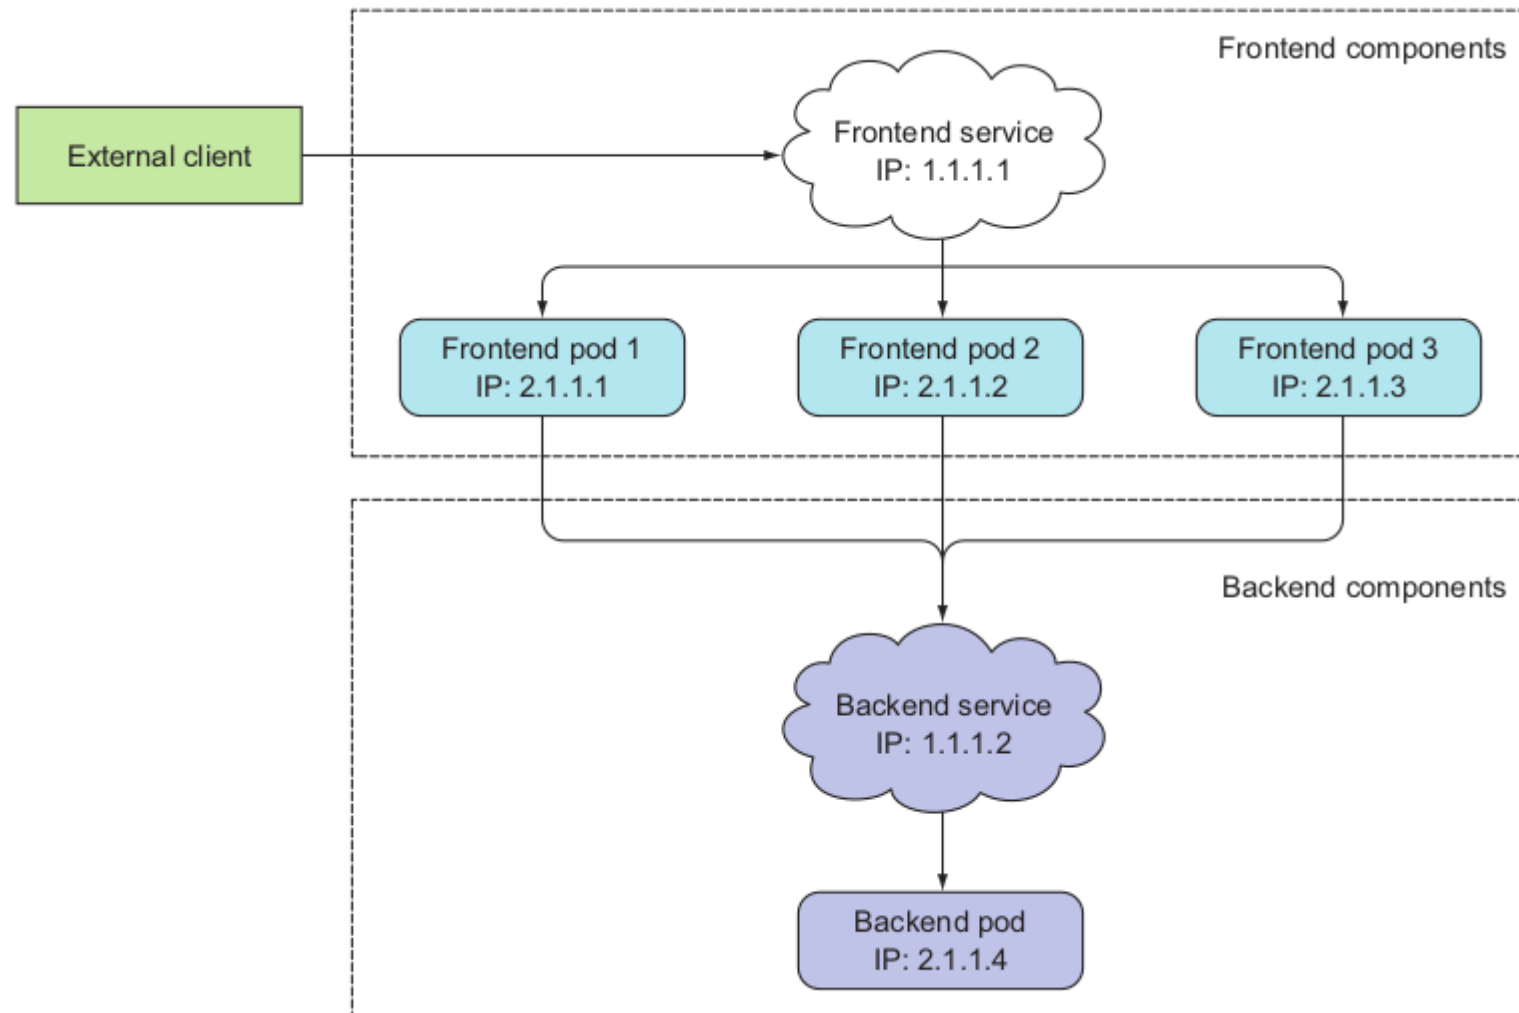 Frontend components
External client
Frontend service
IP: 1.1.1.1
Frontend pod 1
IP: 2.1.1.1
Frontend pod 2
IP: 2.1.1.2
Frontend pod 3
IP: 2.1.1.3
Backend components
Backend service
IP: 1.1.1.2
Backend pod
IP: 2.1.1.4